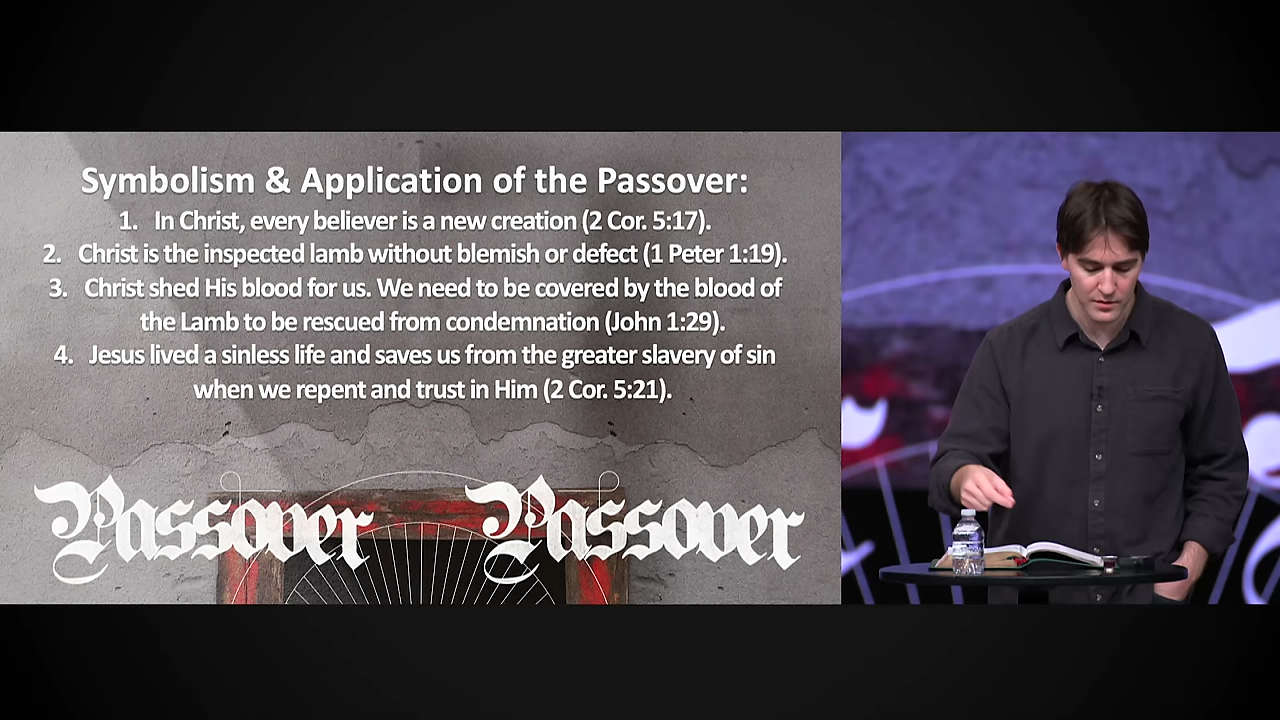 Symbolism & Application of the Passover:
1. In Christ, every believer is a new creation (2 Cor. 5:17).
2. Christ is the inspected lamb without blemish or defect (1 Peter 1:19).
3. Christ shed His blood for us. We need to be covered by the blood of
the Lamb to be rescued from condemnation (John 1:29).
4. Jesus lived a sinless life and saves us from the greater slavery of sin
when we repent and trust in Him (2 Cor. 5:21).
Passover Passover